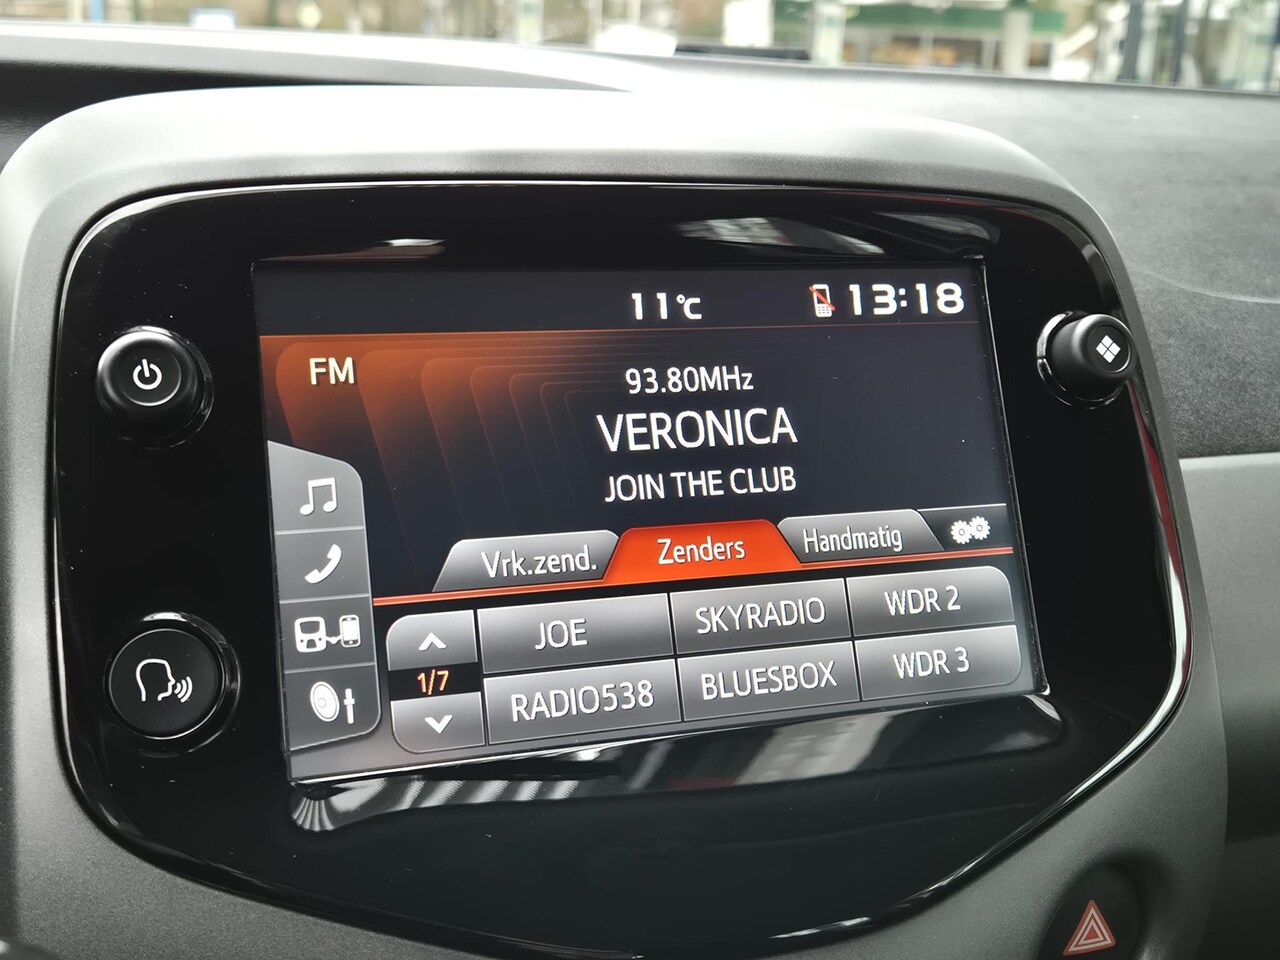 11°C 13:18
FM
93.80MHz
VERONICA
JOIN THE CLUB
Vrk.zend. Zenders Handmatig
JOE SKYRADIO WDR 2
1/7
RADIO538 BLUESBOX WDR 3